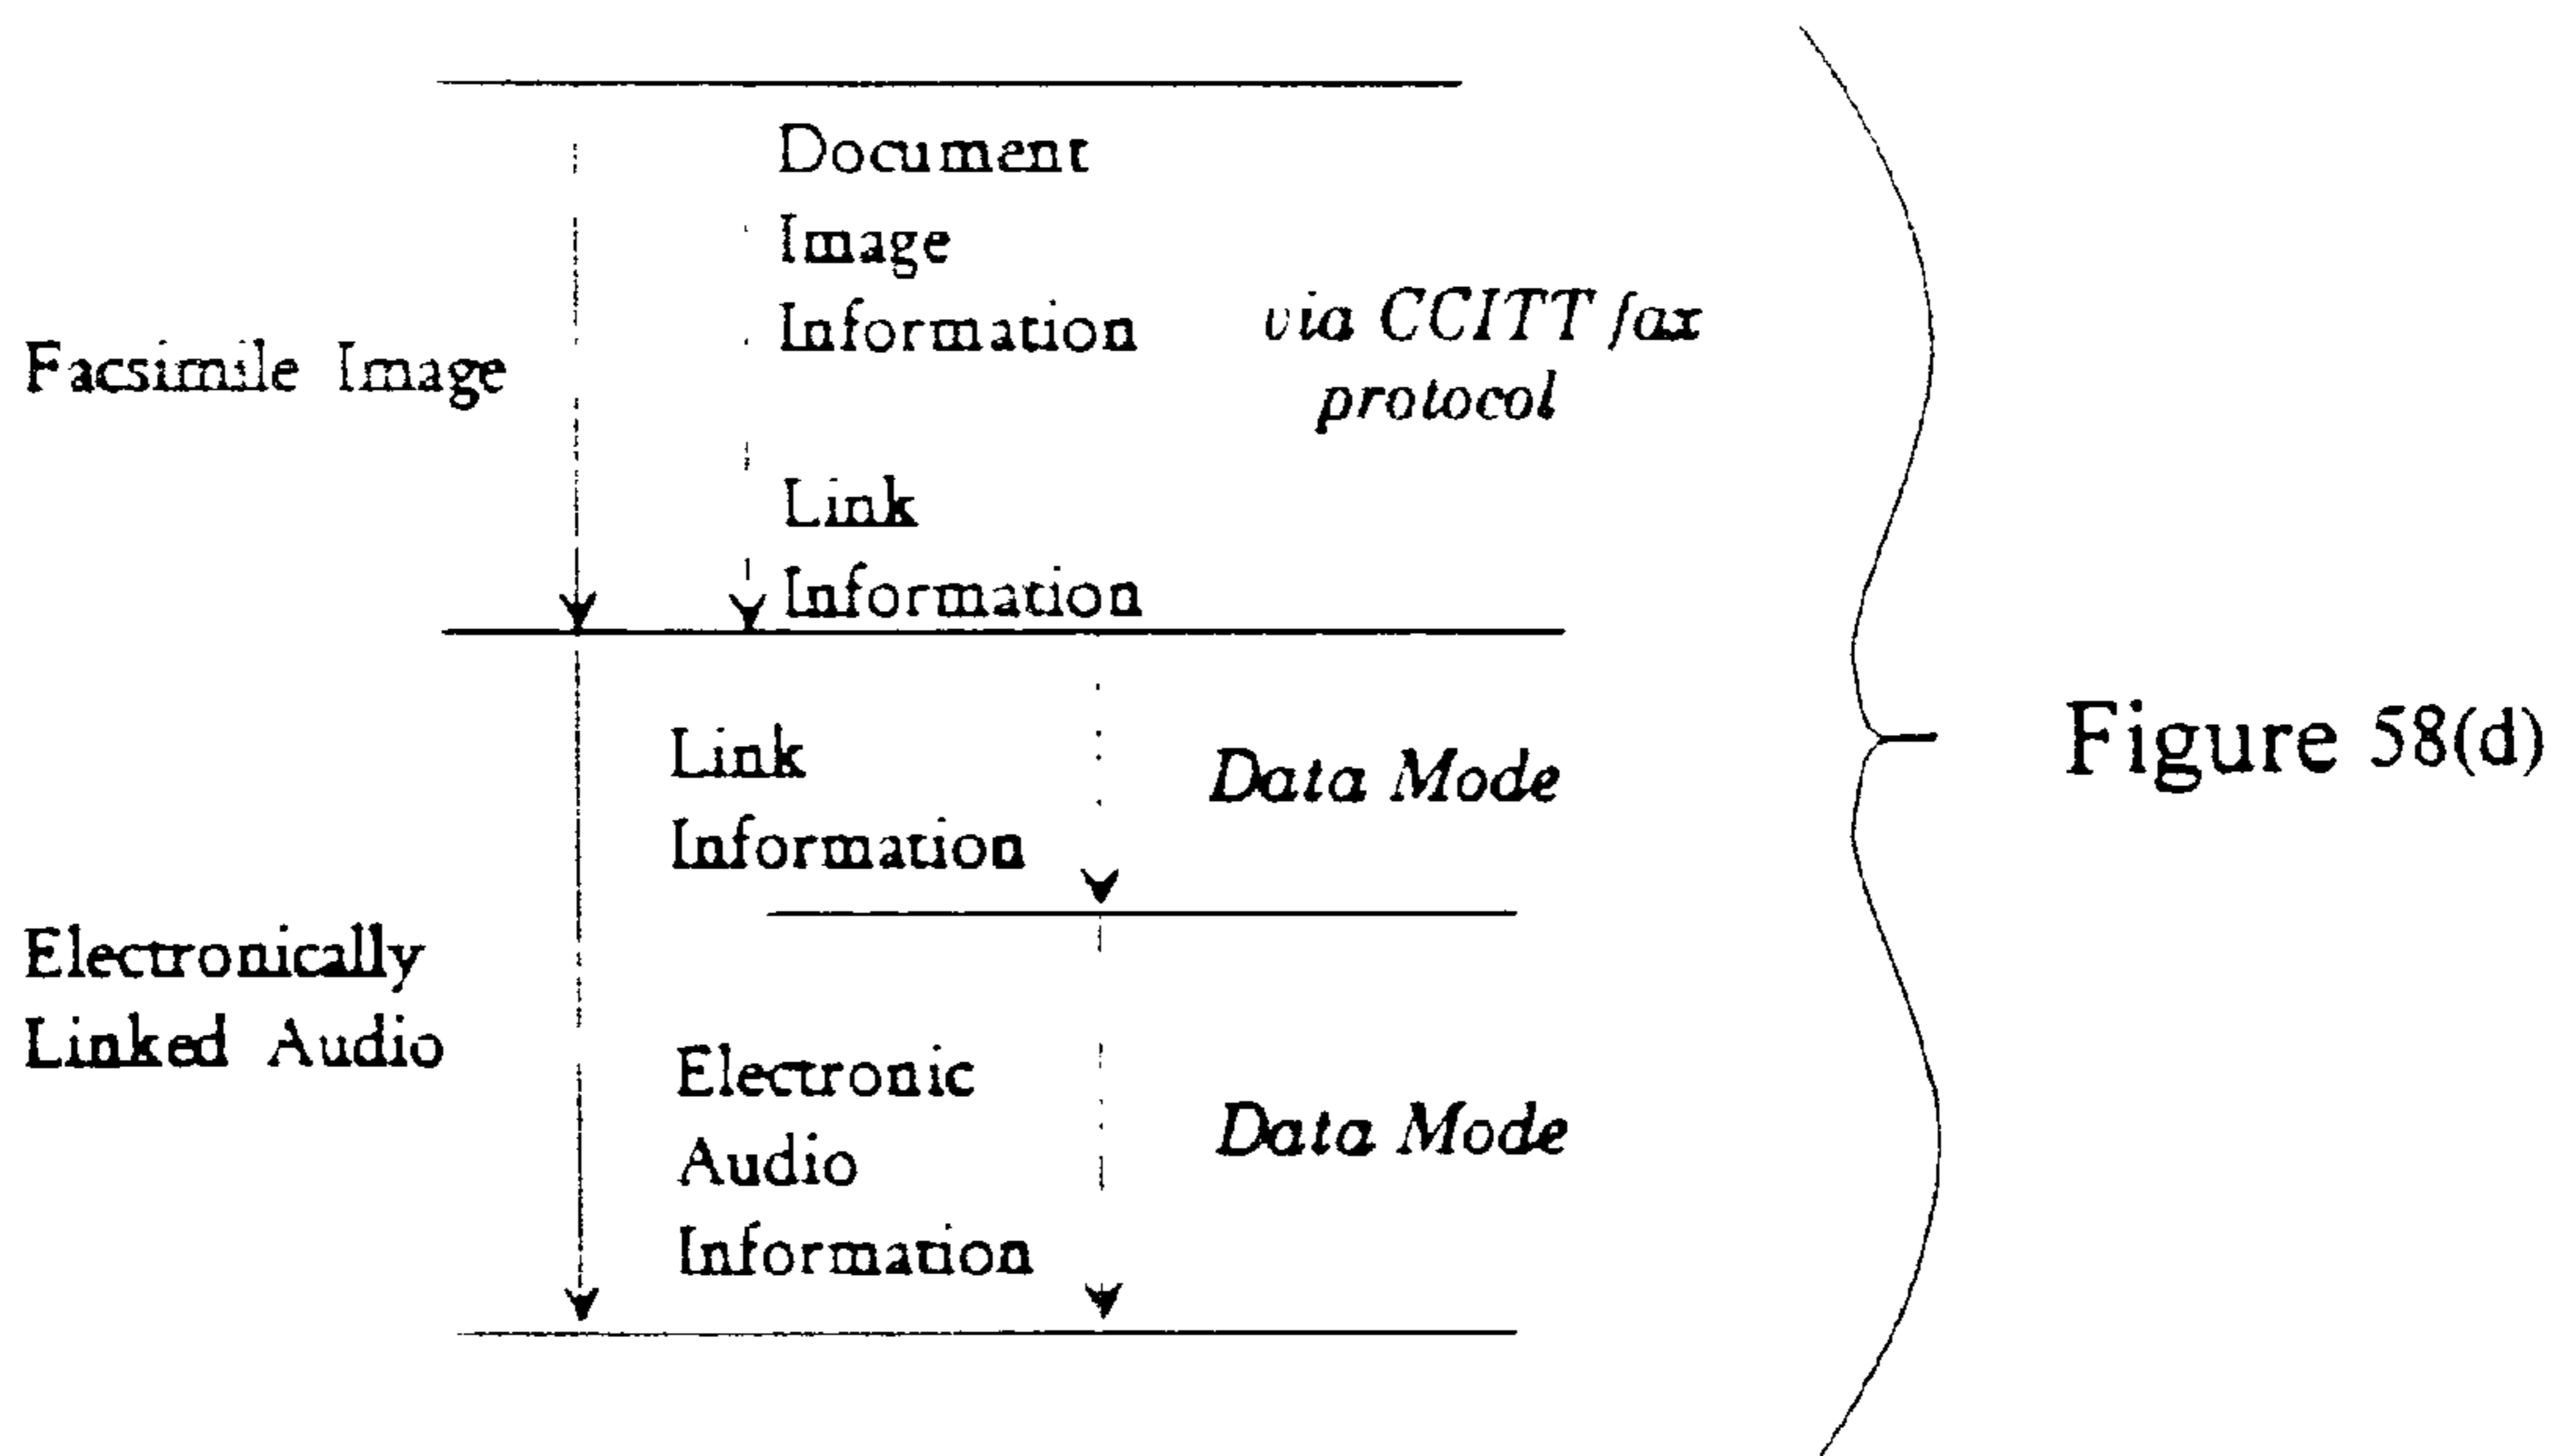 Document
Image
Information
via CCITT fax
protocol
Facsimile Image
Link
Information
Link
Information
Data Mode
Figure 58(d)
Electronically
Linked Audio
Electronic
Audio
Information
Data Mode